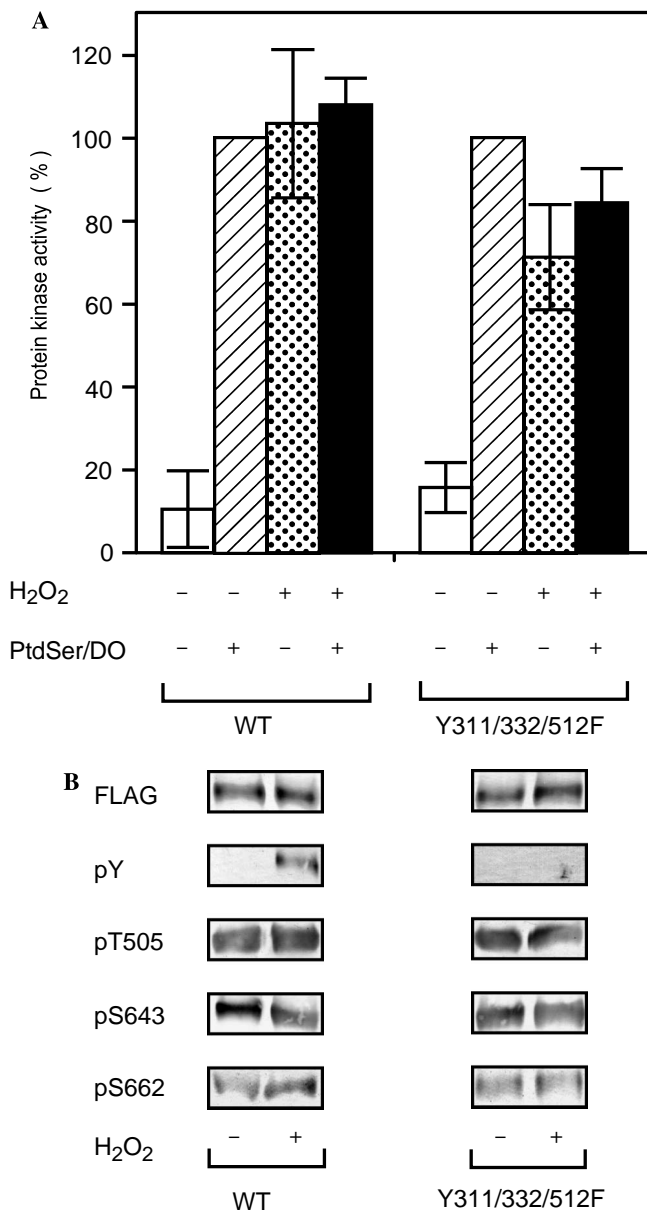 A
Protein kinase activity ( % )
120
100
80
60
40
20
0
H2O2 − − + + − − + +
PtdSer/DO − + − + − + − +
WT Y311/332/512F
B
FLAG
pY
pT505
pS643
pS662
H2O2 − + − +
WT Y311/332/512F